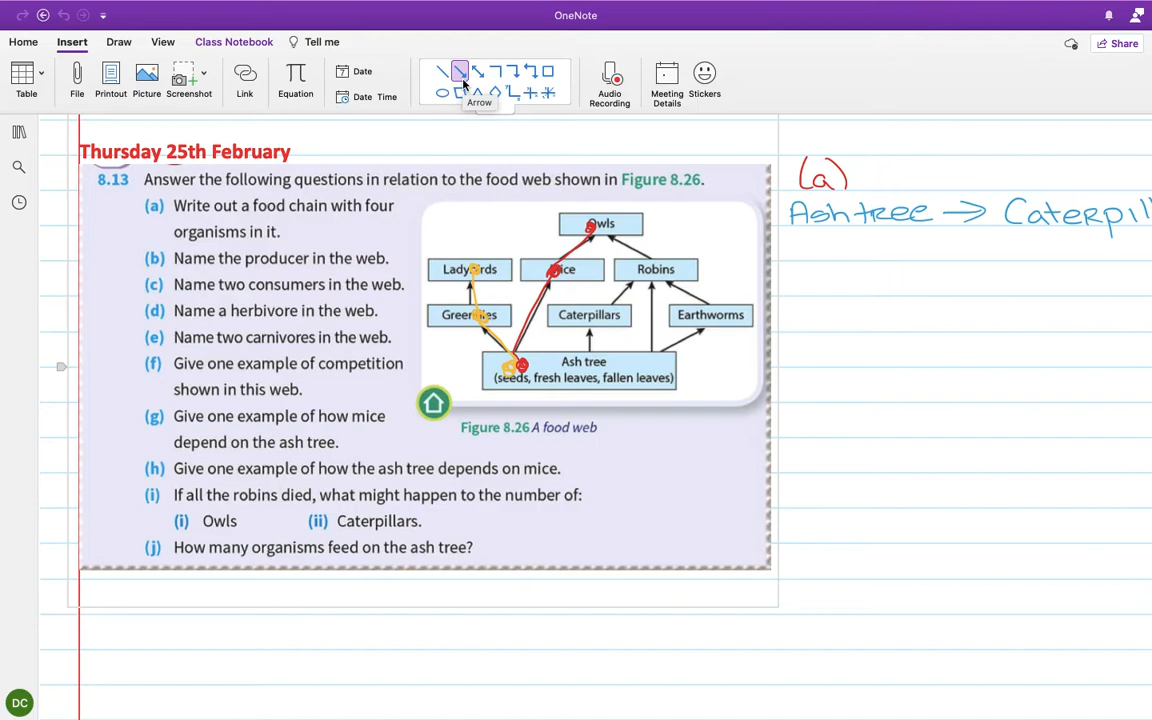 OneNote
Home Insert Draw View Class Notebook Tell me
Share
Table
File
Printout
Picture
Screenshot
Link
Equation
Date
Date Time
Arrow
Audio
Recording
Meeting
Details
Stickers
Thursday 25th February
8.13 Answer the following questions in relation to the food web shown in Figure 8.26.
(a) Write out a food chain with four
organisms in it.
(b) Name the producer in the web.
(c) Name two consumers in the web.
(d) Name a herbivore in the web.
(e) Name two carnivores in the web.
(f) Give one example of competition
shown in this web.
(g) Give one example of how mice
depend on the ash tree.
(h) Give one example of how the ash tree depends on mice.
(i) If all the robins died, what might happen to the number of:
(i) Owls (ii) Caterpillars.
(j) How many organisms feed on the ash tree?
Owls
Ladybirds Mice Robins
Greenflies Caterpillars Earthworms
Ash tree
(seeds, fresh leaves, fallen leaves)
Figure 8.26 A food web
(a)
Ash tree → Caterpill
DC